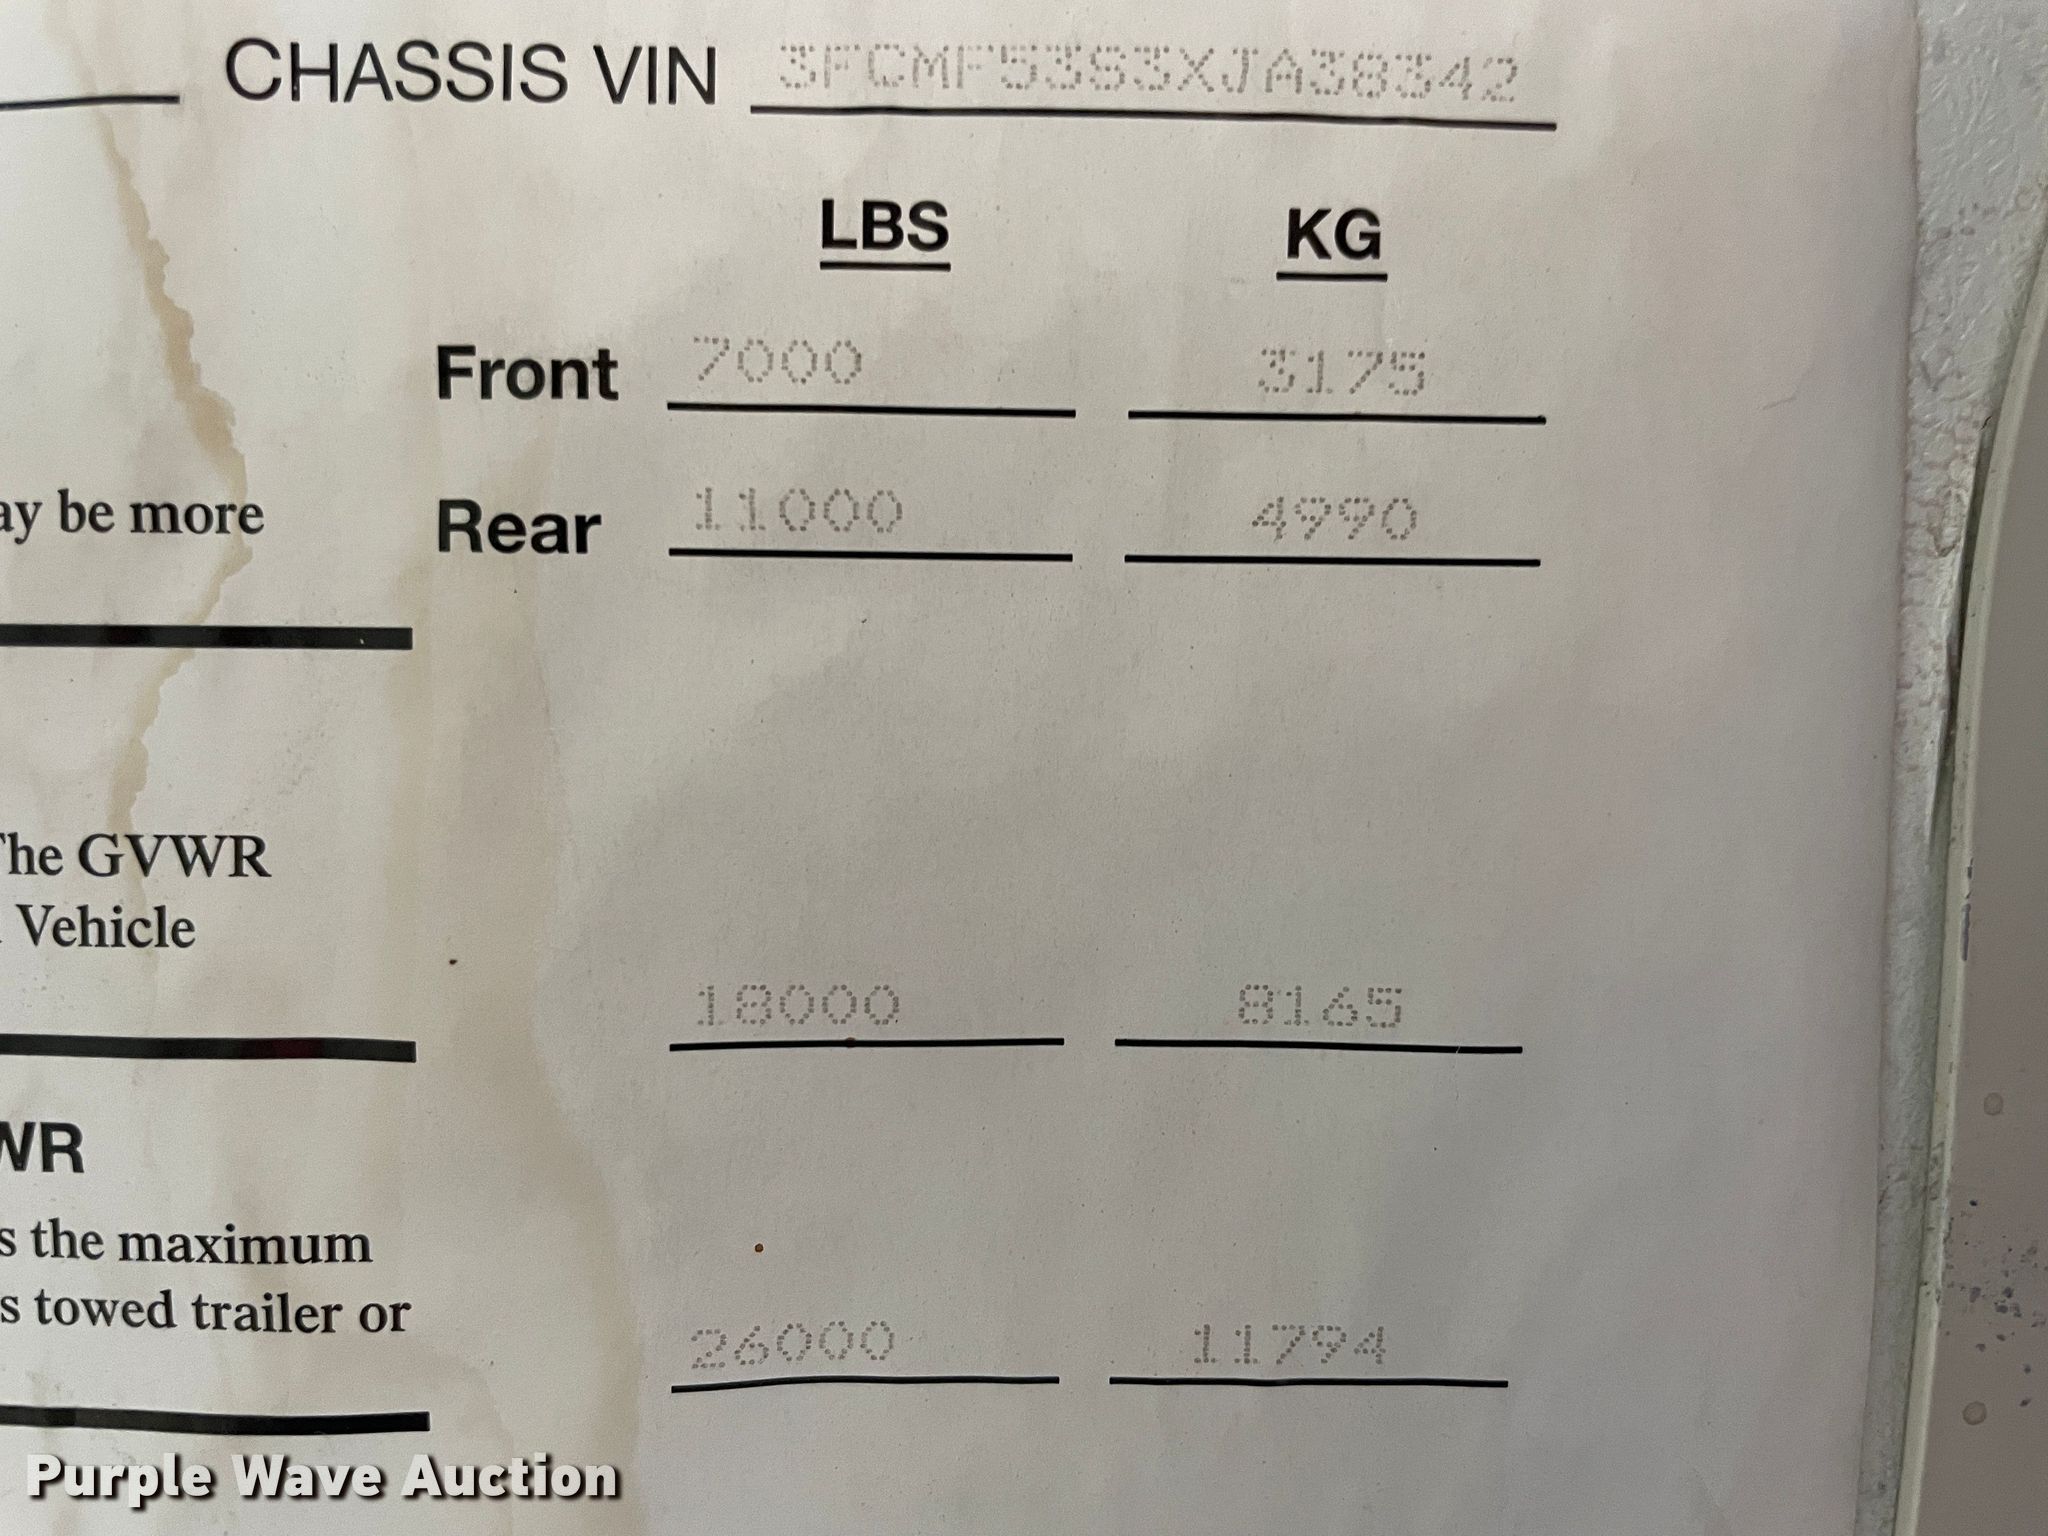 CHASSIS VIN 3FCMF53S3XJA38342
LBS KG
Front 7000 3175
ay be more
Rear 11000 4990
The GVWR
Vehicle
18000 8165
WR
s the maximum
s towed trailer or
26000 11794
Purple Wave Auction